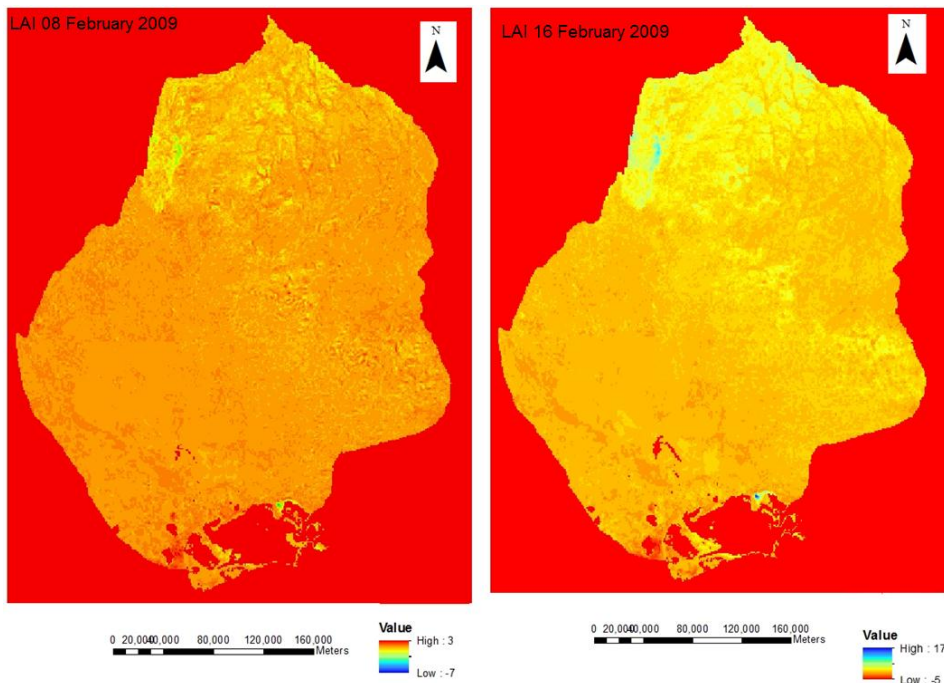 LAI 08 February 2009
N
LAI 16 February 2009
N
0 20,000 40,000 80,000 120,000 160,000
Meters
Value
High : 3
Low : -7
0 20,000 40,000 80,000 120,000 160,000
Meters
Value
High : 17
Low : -5